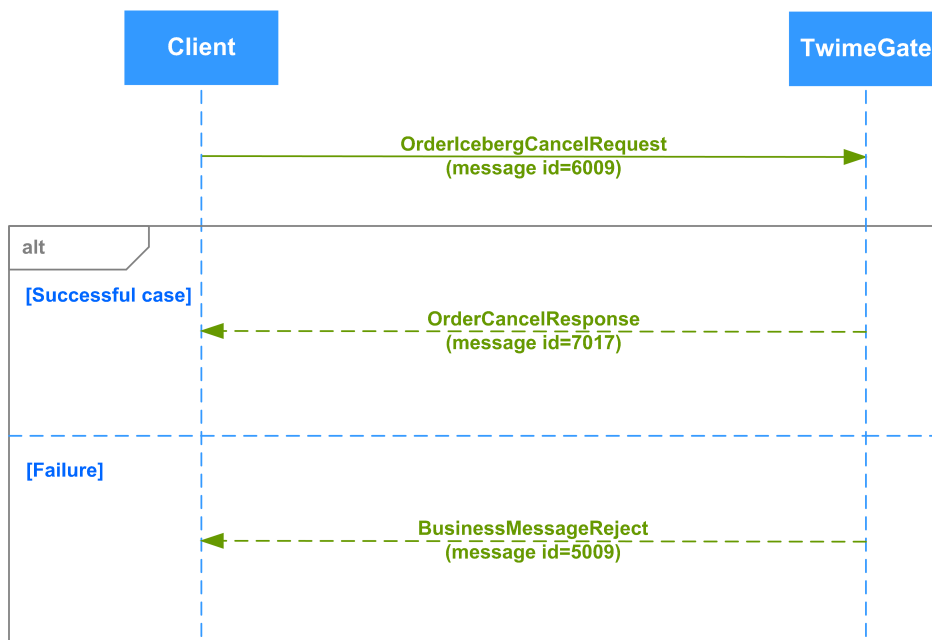 Client
TwimeGate
OrderIcebergCancelRequest
(message id=6009)
alt
[Successful case]
OrderCancelResponse
(message id=7017)
[Failure]
BusinessMessageReject
(message id=5009)